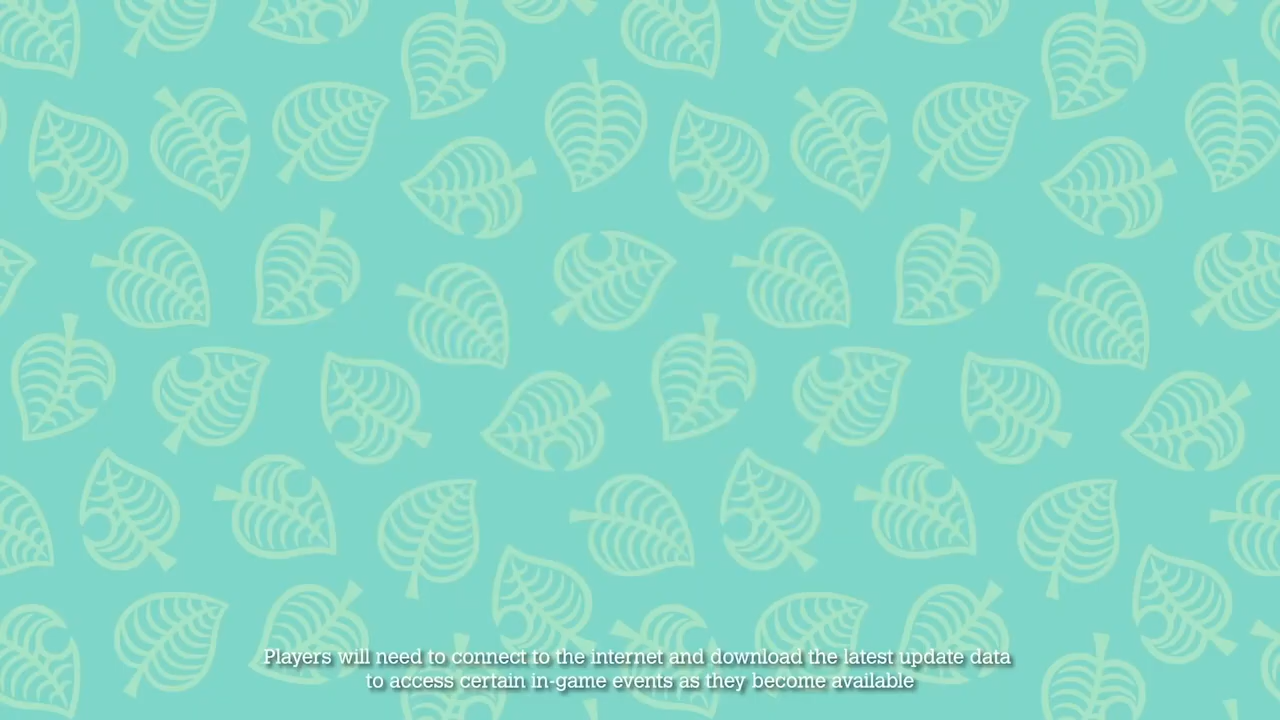 Players will need to connect to the internet and download the latest update data
to access certain in-game events as they become available